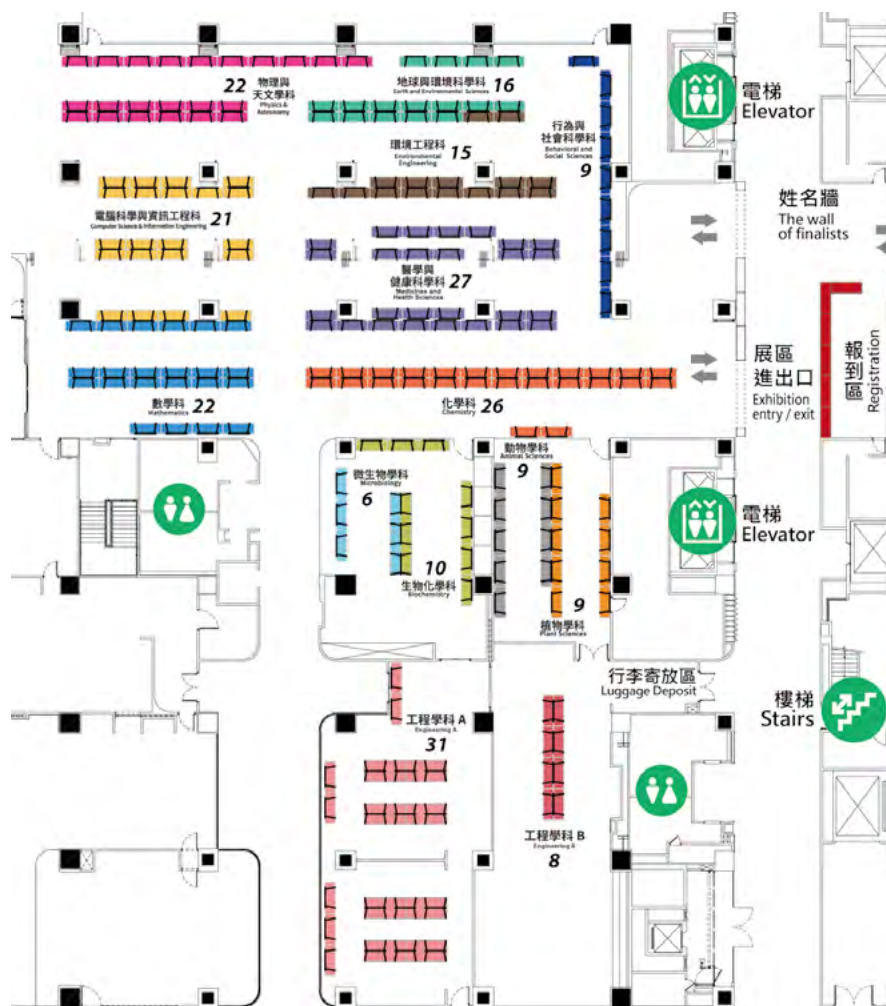 22
物理與
天文學科
Physics &
Astronomy
地球與環境科學科
Earth and Environmental Sciences
16
行為與
社會科學科
Behavioral and
Social Sciences
9
電梯
Elevator
環境工程科
Environmental
Engineering
15
姓名牆
The wall
of finalists
電腦科學與資訊工程科
Computer Science & Information Engineering
21
醫學與
健康科學科
Medicines and
Health Sciences
27
展區
進出口
Exhibition
entry / exit
報到區
Registration
數學科
Mathematics
22
化學科
Chemistry
26
動物學科
Animal Sciences
9
微生物學科
Microbiology
6
電梯
Elevator
10
生物化學科
Biochemistry
9
植物學科
Plant Sciences
行李寄放區
Luggage Deposit
樓梯
Stairs
工程學科 A
Engineering A
31
工程學科 B
Engineering B
8